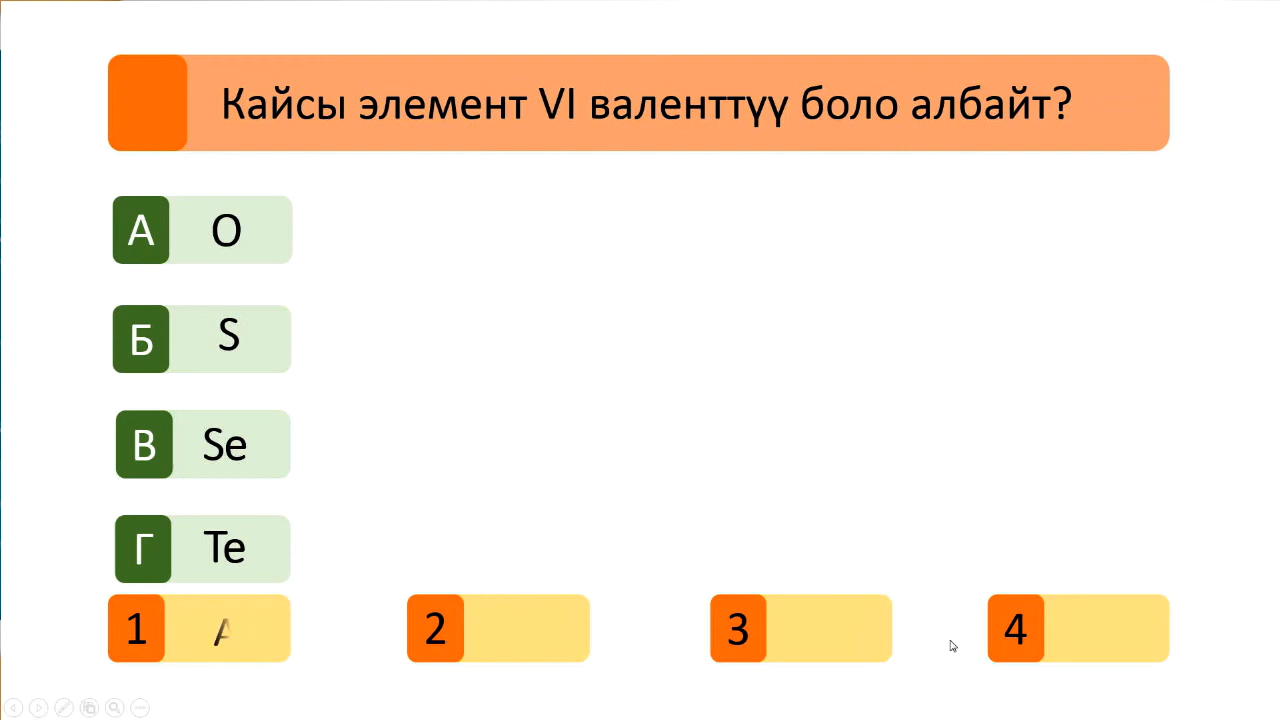 Кайсы элемент VI валенттүү боло албайт?
А O
Б S
В Se
Г Te
1 А
2
3
4